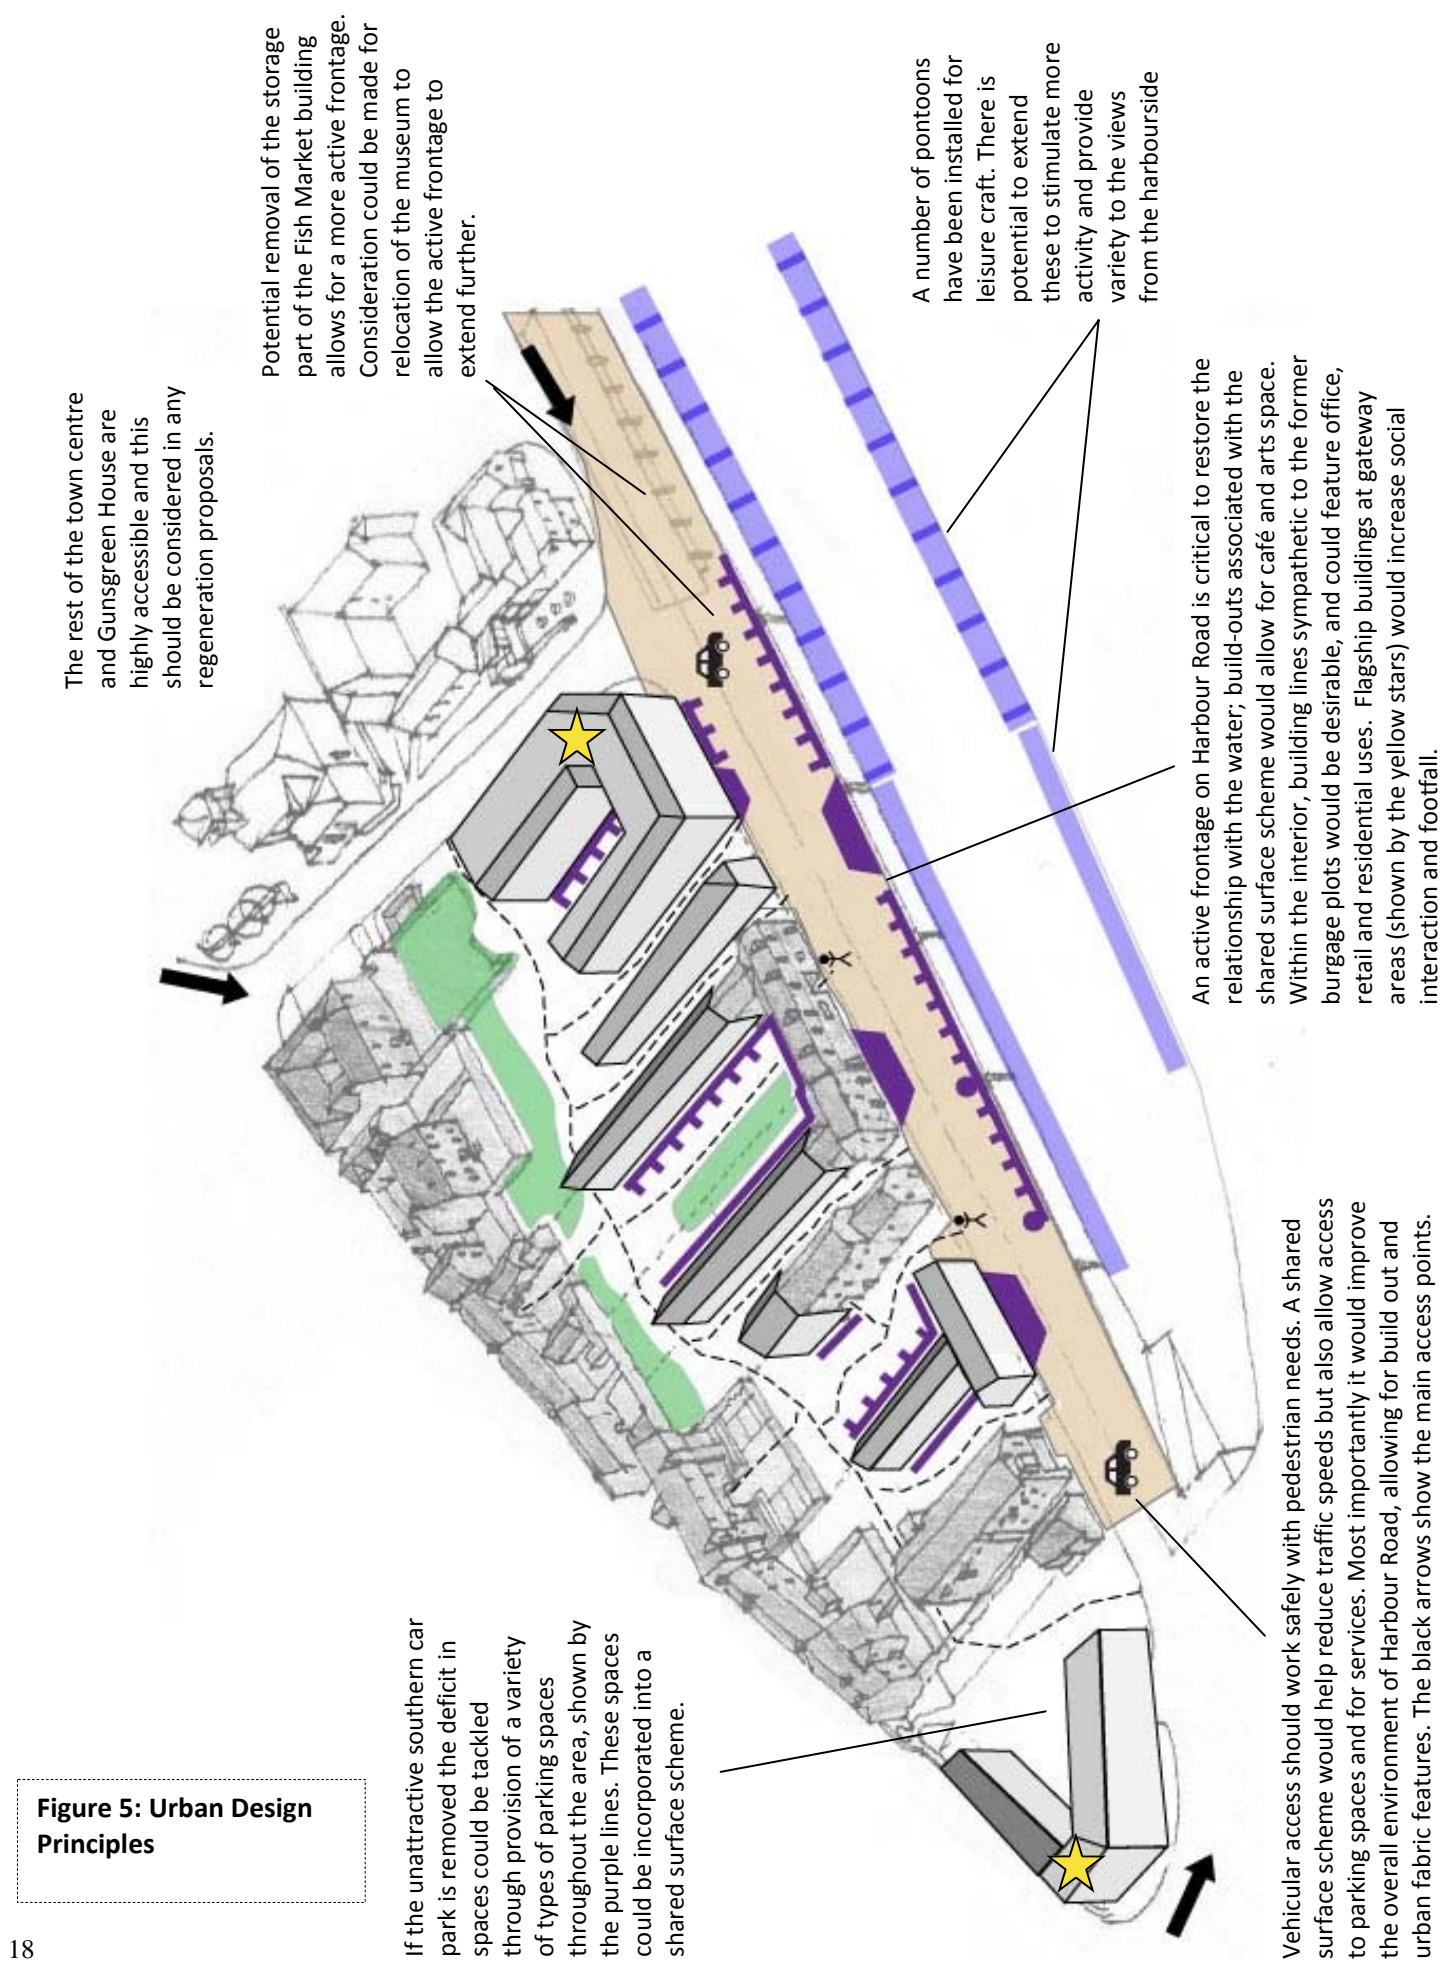 18
Figure 5: Urban Design
Principles
The rest of the town centre
and Gunsgreen House are
highly accessible and this
should be considered in any
regeneration proposals.
Potential removal of the storage
part of the Fish Market building
allows for a more active frontage.
Consideration could be made for
relocation of the museum to
allow the active frontage to
extend further.
If the unattractive southern car
park is removed the deficit in
spaces could be tackled
through provision of a variety
of types of parking spaces
throughout the area, shown by
the purple lines. These spaces
could be incorporated into a
shared surface scheme.
A number of pontoons
have been installed for
leisure craft. There is
potential to extend
these to stimulate more
activity and provide
variety to the views
from the harbourside
An active frontage on Harbour Road is critical to restore the
relationship with the water; build-outs associated with the
shared surface scheme would allow for café and arts space.
Within the interior, building lines sympathetic to the former
burgage plots would be desirable, and could feature office,
retail and residential uses. Flagship buildings at gateway
areas (shown by the yellow stars) would increase social
interaction and footfall.
Vehicular access should work safely with pedestrian needs. A shared
surface scheme would help reduce traffic speeds but also allow access
to parking spaces and for services. Most importantly it would improve
the overall environment of Harbour Road, allowing for build out and
urban fabric features. The black arrows show the main access points.